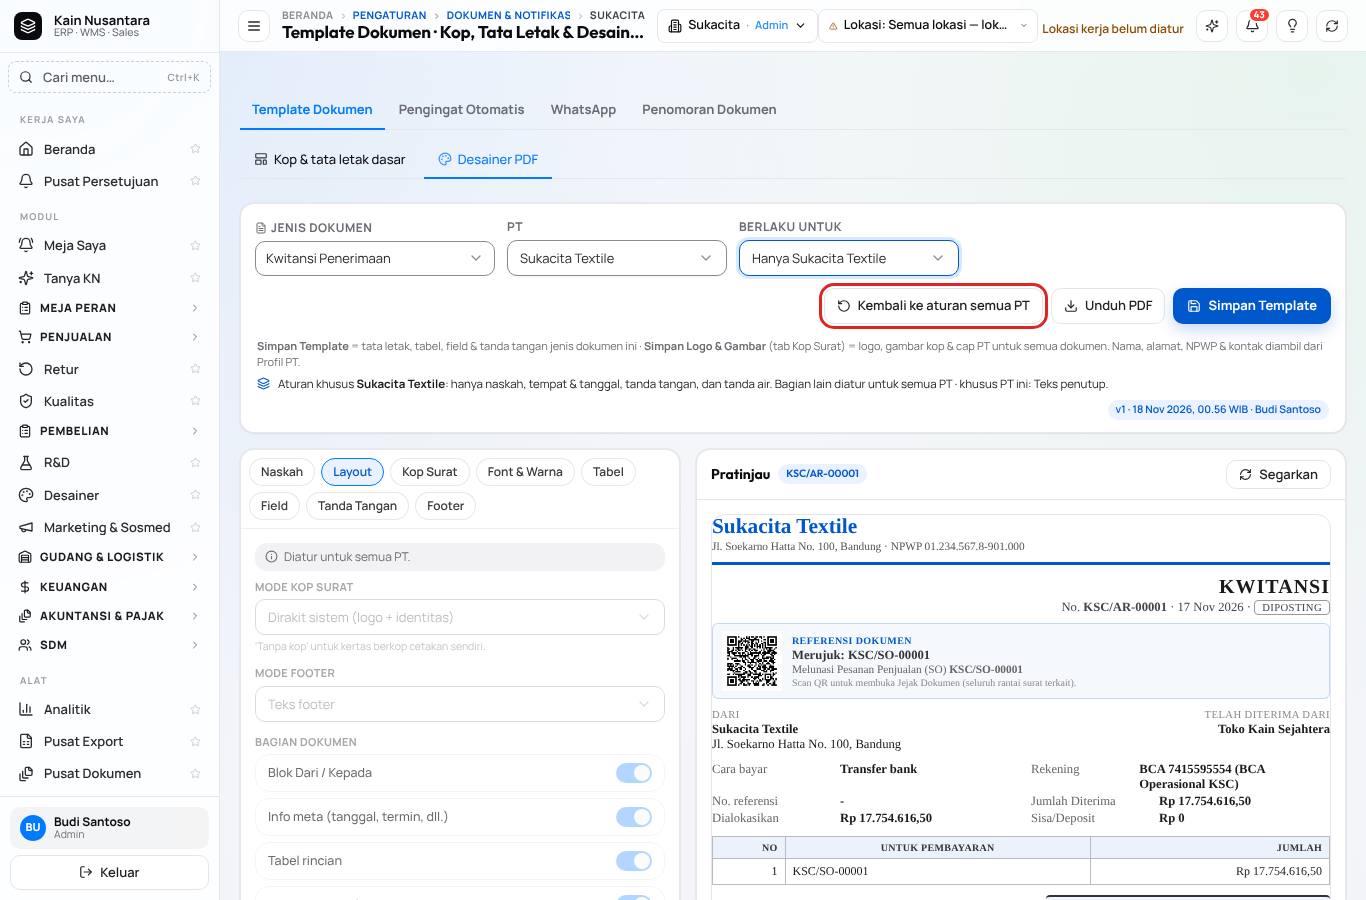 Kain Nusantara
ERP · WMS · Sales
Cari menu...
Ctrl+K
KERJA SAYA
Beranda
Pusat Persetujuan
MODUL
Meja Saya
Tanya KN
MEJA PERAN
PENJUALAN
Retur
Kualitas
PEMBELIAN
R&D
Desainer
Marketing & Sosmed
GUDANG & LOGISTIK
KEUANGAN
AKUNTANSI & PAJAK
SDM
ALAT
Analitik
Pusat Export
Pusat Dokumen
BU
Budi Santoso
Admin
Keluar
BERANDA › PENGATURAN › DOKUMEN & NOTIFIKAS › SUKACITA
Template Dokumen · Kop, Tata Letak & Desain...
Sukacita · Admin
Lokasi: Semua lokasi — lok...
Lokasi kerja belum diatur
43
Template Dokumen
Pengingat Otomatis
WhatsApp
Penomoran Dokumen
Kop & tata letak dasar
Desainer PDF
JENIS DOKUMEN
PT
BERLAKU UNTUK
Kwitansi Penerimaan
Sukacita Textile
Hanya Sukacita Textile
Kembali ke aturan semua PT
Unduh PDF
Simpan Template
Simpan Template = tata letak, tabel, field & tanda tangan jenis dokumen ini · Simpan Logo & Gambar (tab Kop Surat) = logo, gambar kop & cap PT untuk semua dokumen. Nama, alamat, NPWP & kontak diambil dari
Profil PT.
Aturan khusus Sukacita Textile: hanya naskah, tempat & tanggal, tanda tangan, dan tanda air. Bagian lain diatur untuk semua PT · khusus PT ini: Teks penutup.
v1 · 18 Nov 2026, 00.56 WIB · Budi Santoso
Naskah
Layout
Kop Surat
Font & Warna
Tabel
Field
Tanda Tangan
Footer
Diatur untuk semua PT.
MODE KOP SURAT
Dirakit sistem (logo + identitas)
'Tanpa kop' untuk kertas berkop cetakan sendiri.
MODE FOOTER
Teks footer
BAGIAN DOKUMEN
Blok Dari / Kepada
Info meta (tanggal, termin, dll.)
Tabel rincian
Pratinjau
KSC/AR-00001
Segarkan
Sukacita Textile
Jl. Soekarno Hatta No. 100, Bandung · NPWP 01.234.567.8-901.000
KWITANSI
No. KSC/AR-00001 · 17 Nov 2026 · DIPOSTING
REFERENSI DOKUMEN
Merujuk: KSC/SO-00001
Melunasi Pesanan Penjualan (SO) KSC/SO-00001
Scan QR untuk membuka Jejak Dokumen (seluruh rantai surat terkait).
DARI
TELAH DITERIMA DARI
Sukacita Textile
Toko Kain Sejahtera
Jl. Soekarno Hatta No. 100, Bandung
Cara bayar
Transfer bank
Rekening
BCA 7415595554 (BCA
Operasional KSC)
No. referensi
-
Jumlah Diterima
Rp 17.754.616,50
Dialokasikan
Rp 17.754.616,50
Sisa/Deposit
Rp 0
NO
UNTUK PEMBAYARAN
JUMLAH
1
KSC/SO-00001
Rp 17.754.616,50